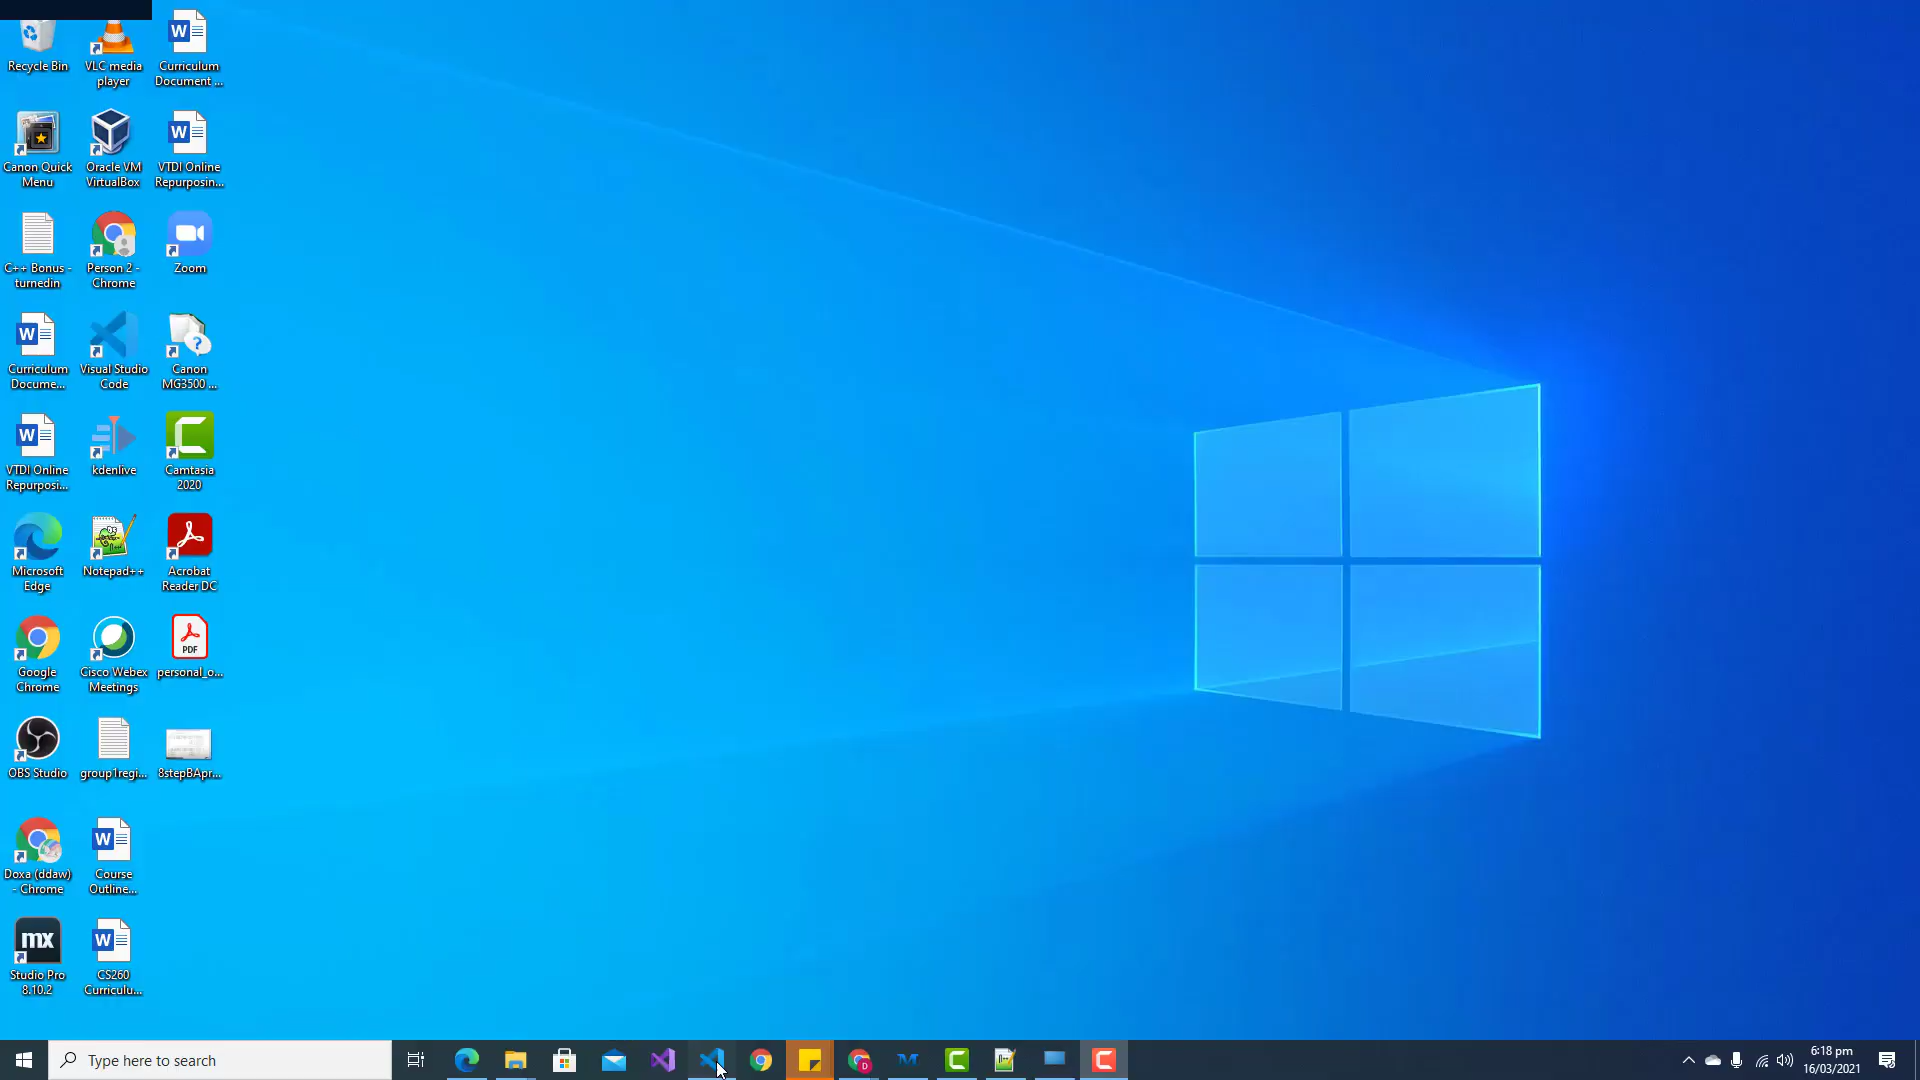 Recycle Bin
VLC media
player
Curriculum
Document ...
Canon Quick
Menu
Oracle VM
VirtualBox
VTDI Online
Repurposin...
C++ Bonus -
turnedin
Person 2 -
Chrome
Zoom
Curriculum
Docume...
Visual Studio
Code
Canon
MG3500 ...
VTDI Online
Repurposi...
kdenlive
Camtasia
2020
Microsoft
Edge
Notepad++
Acrobat
Reader DC
Google
Chrome
Cisco Webex
Meetings
PDF
personal_o...
OBS Studio
group1regi...
8stepBApr...
Doxa (ddaw)
- Chrome
Course
Outline...
mx
Studio Pro
8.10.2
CS260
Curriculu...
Type here to search
6:18 pm
16/03/2021